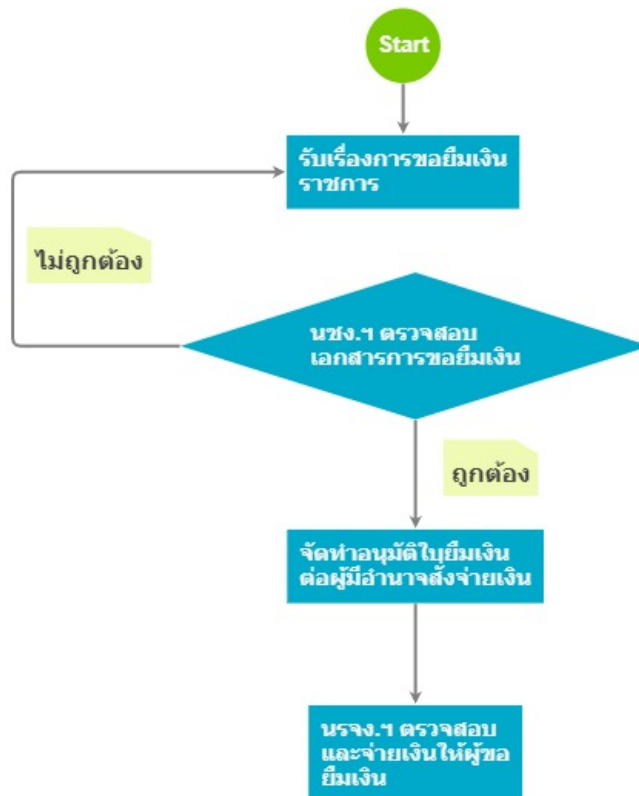 Start
รับเรื่องการขอยืมเงิน
ราชการ
ไม่ถูกต้อง
นชง.ฯ ตรวจสอบ
เอกสารการขอยืมเงิน
ถูกต้อง
จัดทำอนุมัติใบยืมเงิน
ต่อผู้มีอำนาจสั่งจ่ายเงิน
นรจง.ฯ ตรวจสอบ
และจ่ายเงินให้ผู้ขอ
ยืมเงิน